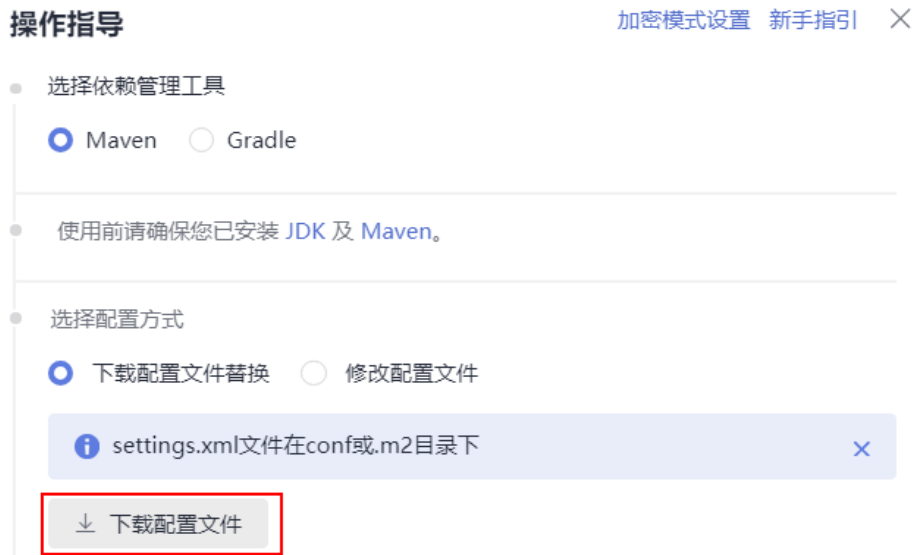 操作指导
加密模式设置 新手指引
选择依赖管理工具
Maven Gradle
使用前请确保您已安装 JDK 及 Maven。
选择配置方式
下载配置文件替换 修改配置文件
settings.xml文件在conf或.m2目录下
下载配置文件